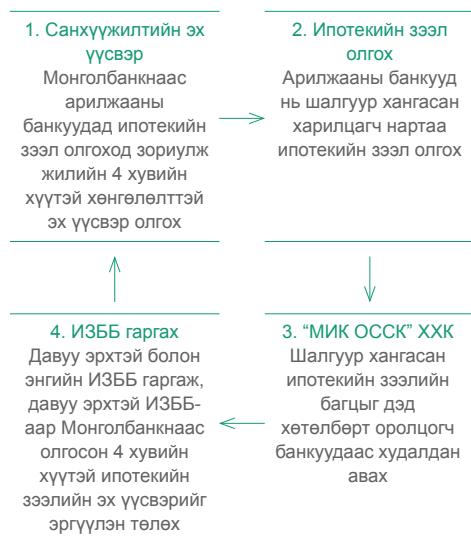 1. Санхүүжилтийн эх
үүсвэр
Монголбанкнаас
арилжааны
банкуудад ипотекийн
зээл олгоход зориулж
жилийн 4 хувийн
хүүтэй хөнгөлөлттэй
эх үүсвэр олгох
2. Ипотекийн зээл
олгох
Арилжааны банкууд
нь шалгуур хангасан
харилцагч нартаа
ипотекийн зээл олгох
3. “МИК ОССК” ХХК
Шалгуур хангасан
ипотекийн зээлийн
багцыг дэд
хөтөлбөрт оролцогч
банкуудаас худалдан
авах
4. ИЗББ гаргах
Давуу эрхтэй болон
энгийн ИЗББ гаргаж,
давуу эрхтэй ИЗББ-
аар Монголбанкнаас
олгосон 4 хувийн
хүүтэй ипотекийн
зээлийн эх үүсвэрийг
эргүүлэн төлөх